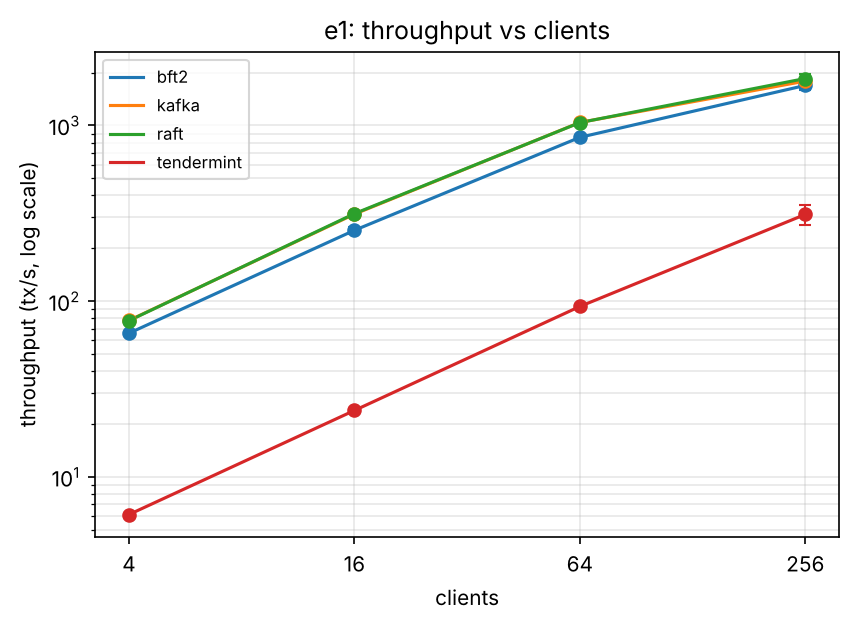 e1: throughput vs clients
bft2
kafka
raft
tendermint
throughput (tx/s, log scale)
10³
10²
10¹
4 16 64 256
clients